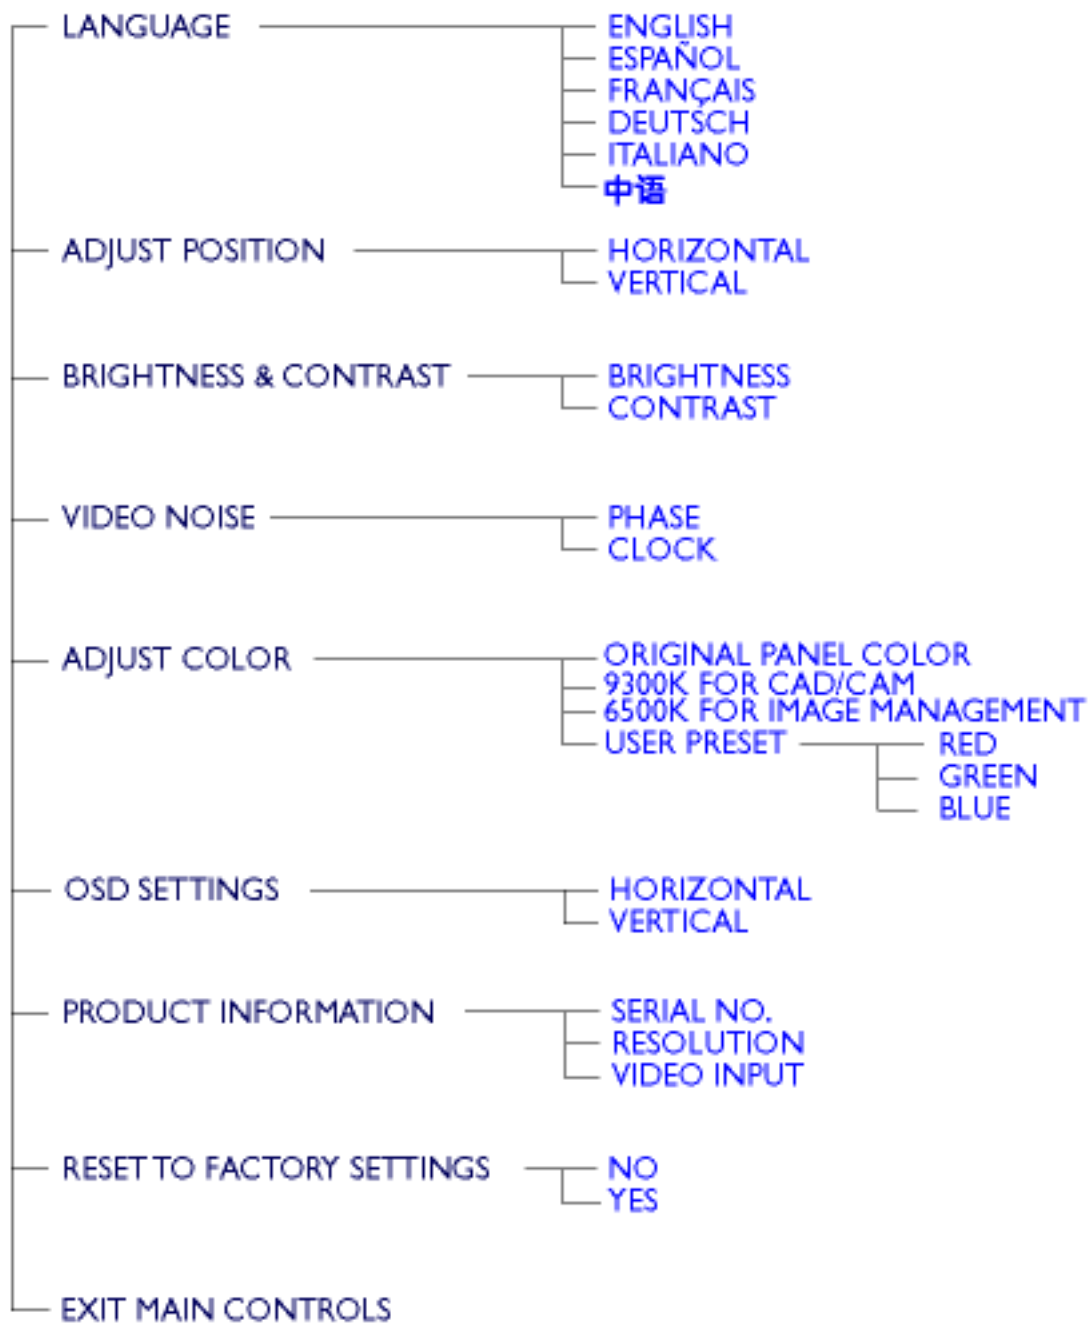 LANGUAGE ENGLISH
ESPAÑOL
FRANÇAIS
DEUTSCH
ITALIANO
中语
ADJUST POSITION HORIZONTAL
VERTICAL
BRIGHTNESS & CONTRAST BRIGHTNESS
CONTRAST
VIDEO NOISE PHASE
CLOCK
ADJUST COLOR ORIGINAL PANEL COLOR
9300K FOR CAD/CAM
6500K FOR IMAGE MANAGEMENT
USER PRESET RED
GREEN
BLUE
OSD SETTINGS HORIZONTAL
VERTICAL
PRODUCT INFORMATION SERIAL NO.
RESOLUTION
VIDEO INPUT
RESET TO FACTORY SETTINGS NO
YES
EXIT MAIN CONTROLS